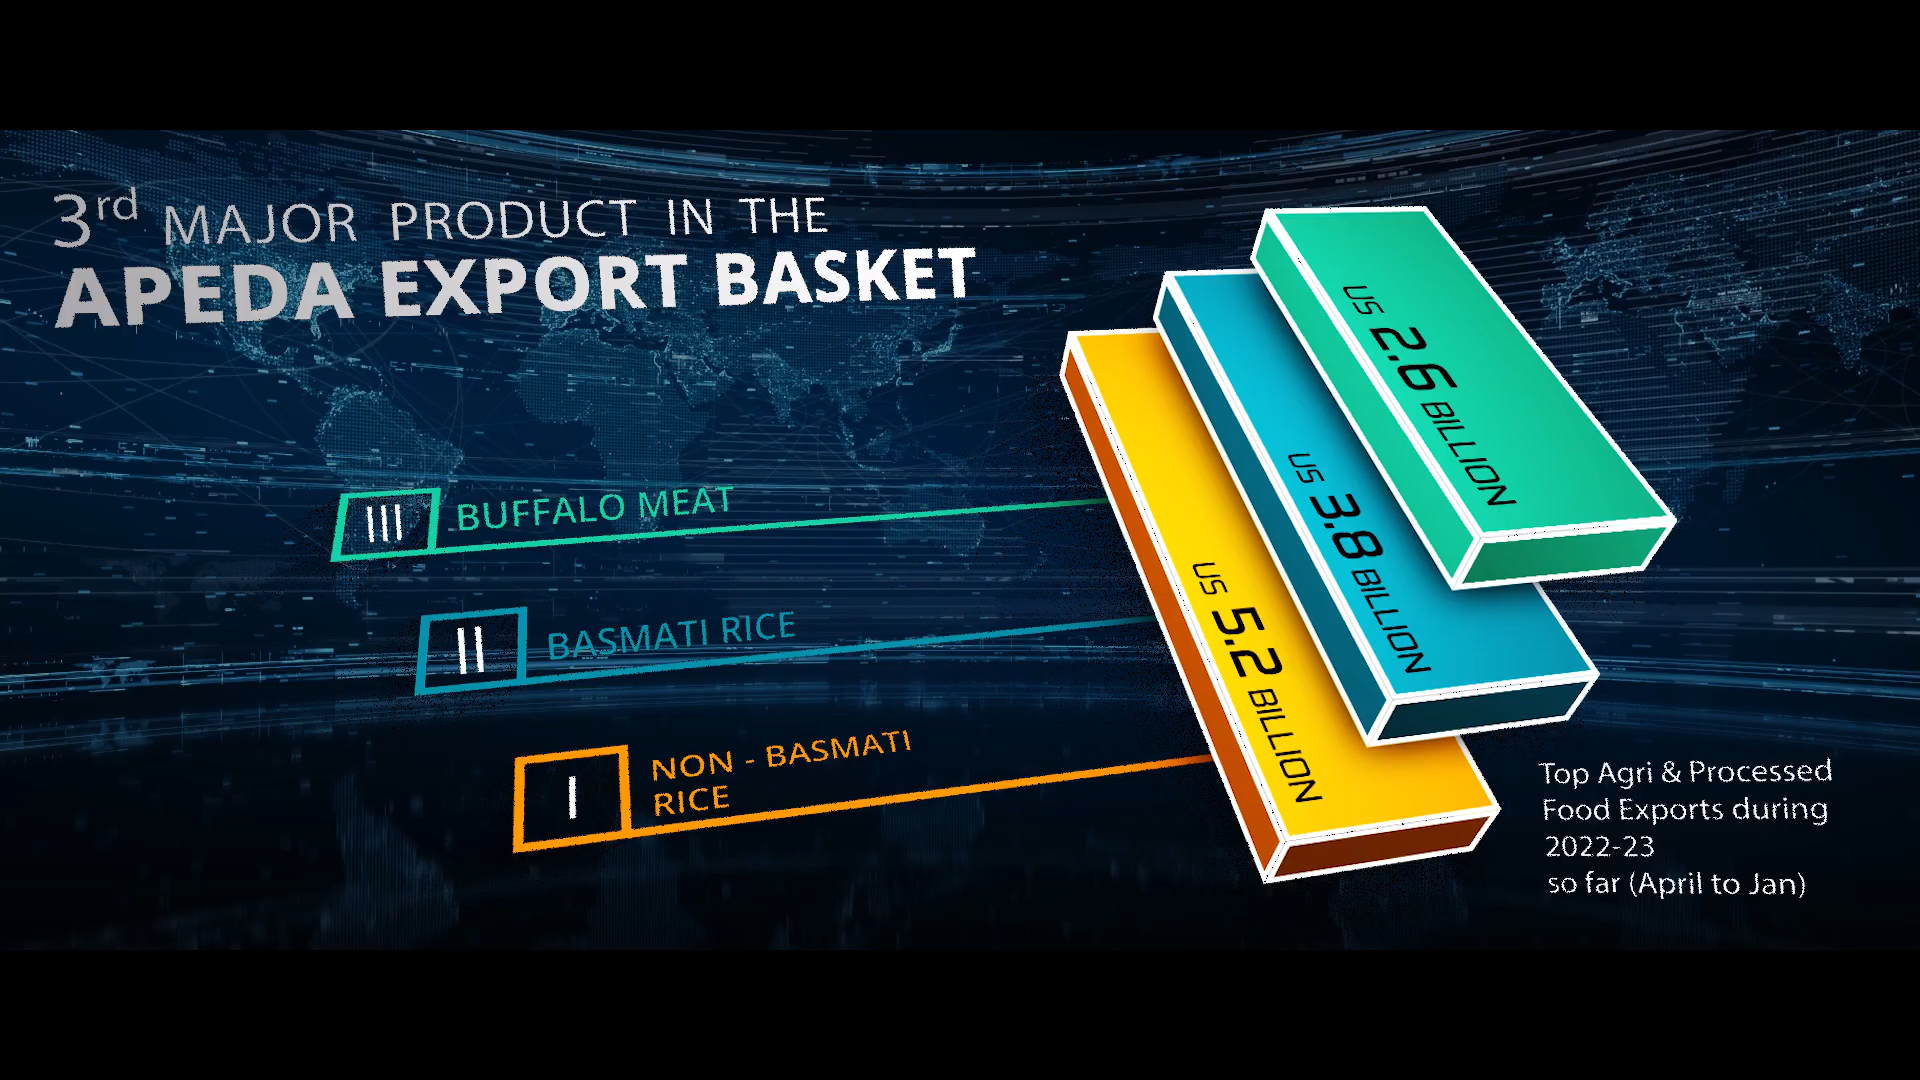 3rd MAJOR PRODUCT IN THE
APEDA EXPORT BASKET
US 2.6 BILLION
US 3.8 BILLION
US 5.2 BILLION
III BUFFALO MEAT
II BASMATI RICE
I NON - BASMATI
RICE
Top Agri & Processed
Food Exports during
2022-23
so far (April to Jan)